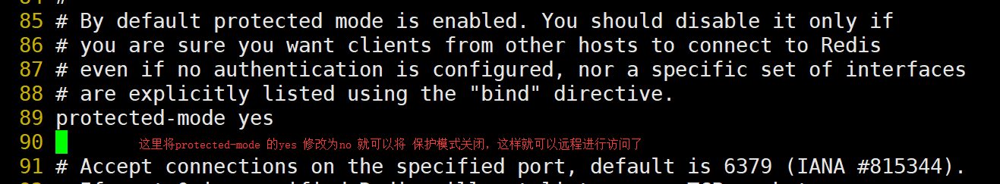 85 # By default protected mode is enabled. You should disable it only if
86 # you are sure you want clients from other hosts to connect to Redis
87 # even if no authentication is configured, nor a specific set of interfaces
88 # are explicitly listed using the "bind" directive.
89 protected-mode yes
90 这里将protected-mode 的yes 修改为no 就可以将 保护模式关闭，这样就可以远程进行访问了
91 # Accept connections on the specified port, default is 6379 (IANA #815344).